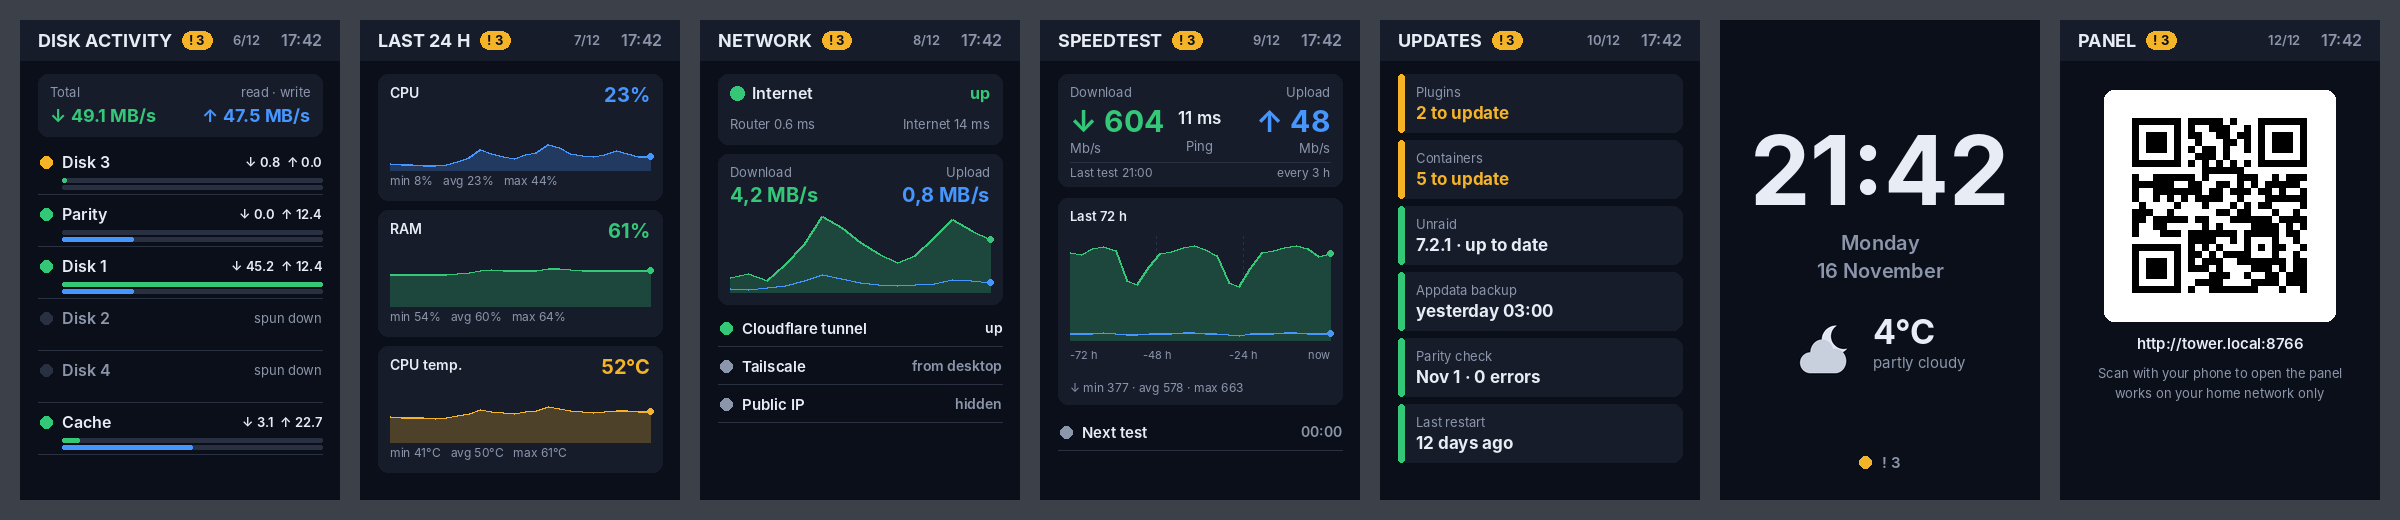 DISK ACTIVITY ! 3 6/12 17:42
Total read · write
↓ 49.1 MB/s ↑ 47.5 MB/s
Disk 3 ↓ 0.8 ↑ 0.0
Parity ↓ 0.0 ↑ 12.4
Disk 1 ↓ 45.2 ↑ 12.4
Disk 2 spun down
Disk 4 spun down
Cache ↓ 3.1 ↑ 22.7
LAST 24 H ! 3 7/12 17:42
CPU 23%
min 8% avg 23% max 44%
RAM 61%
min 54% avg 60% max 64%
CPU temp. 52°C
min 41°C avg 50°C max 61°C
NETWORK ! 3 8/12 17:42
Internet up
Router 0.6 ms Internet 14 ms
Download Upload
4,2 MB/s 0,8 MB/s
Cloudflare tunnel up
Tailscale from desktop
Public IP hidden
SPEEDTEST ! 3 9/12 17:42
Download Upload
↓ 604 11 ms ↑ 48
Mb/s Ping Mb/s
Last test 21:00 every 3 h
Last 72 h
-72 h -48 h -24 h now
↓ min 377 · avg 578 · max 663
Next test 00:00
UPDATES ! 3 10/12 17:42
Plugins
2 to update
Containers
5 to update
Unraid
7.2.1 · up to date
Appdata backup
yesterday 03:00
Parity check
Nov 1 · 0 errors
Last restart
12 days ago
21:42
Monday
16 November
4°C
partly cloudy
! 3
PANEL ! 3 12/12 17:42
http://tower.local:8766
Scan with your phone to open the panel
works on your home network only